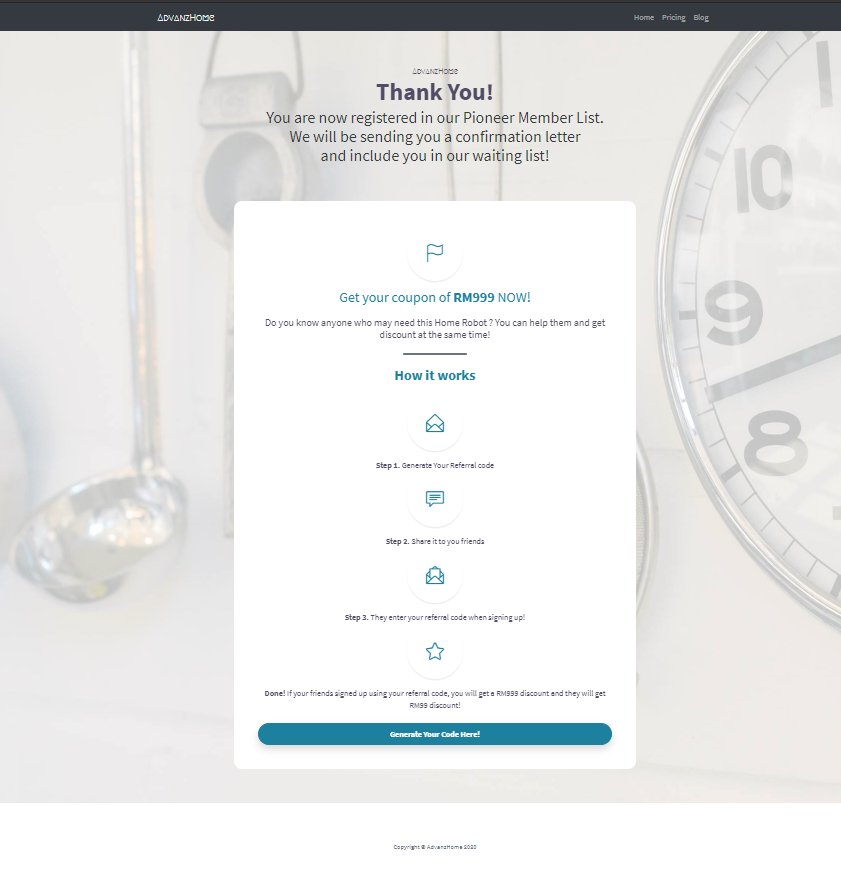 AdvanzHome
Home Pricing Blog
AdvanzHome
Thank You!
You are now registered in our Pioneer Member List.
We will be sending you a confirmation letter
and include you in our waiting list!
Get your coupon of RM999 NOW!
Do you know anyone who may need this Home Robot ? You can help them and get
discount at the same time!
How it works
Step 1. Generate Your Referral code
Step 2. Share it to you friends
Step 3. They enter your referral code when signing up!
Done! If your friends signed up using your referral code, you will get a RM999 discount and they will get
RM99 discount!
Generate Your Code Here!
10
9
8
Copyright © AdvanzHome 2020